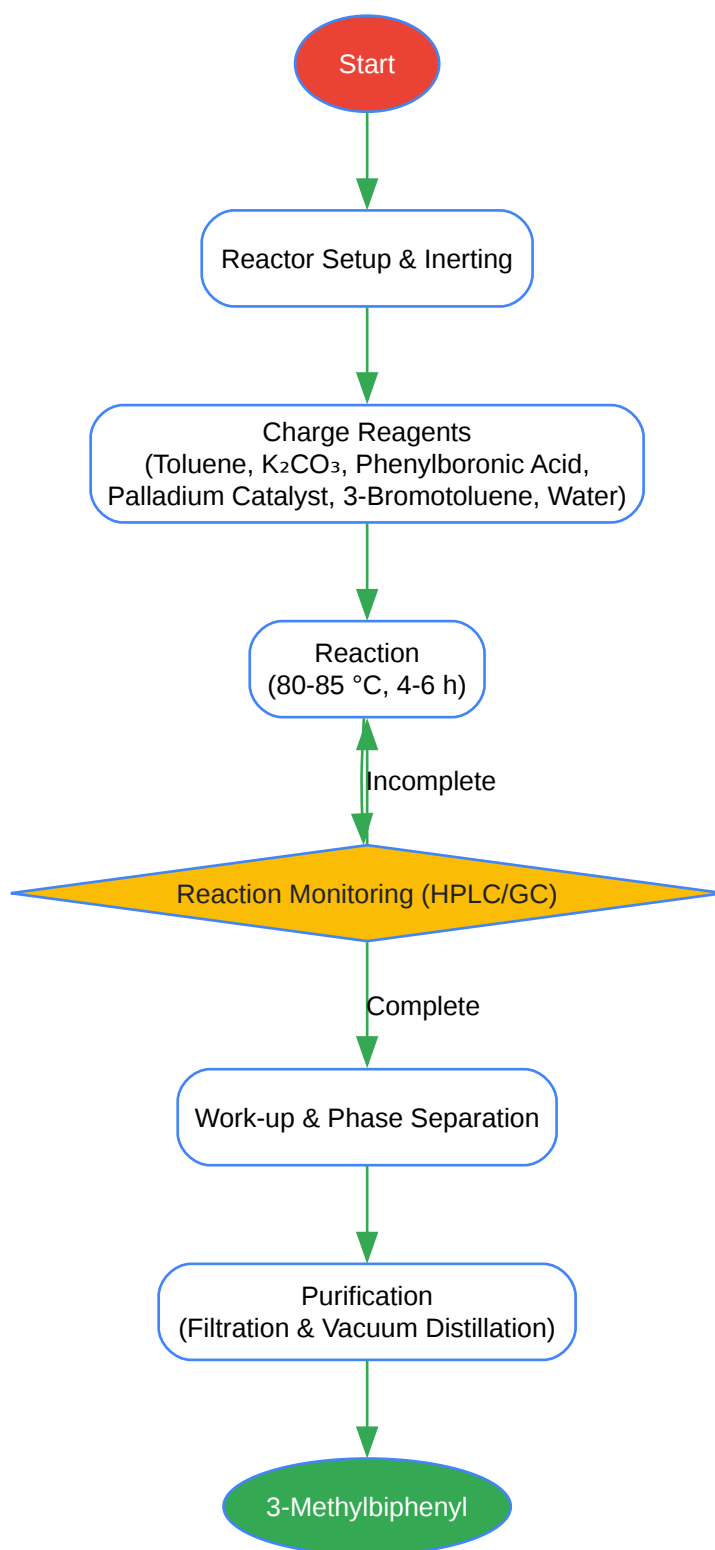 Start
Reactor Setup & Inerting
Charge Reagents
(Toluene, K₂CO₃, Phenylboronic Acid,
Palladium Catalyst, 3-Bromotoluene, Water)
Reaction
(80-85 °C, 4-6 h)
Incomplete
Reaction Monitoring (HPLC/GC)
Complete
Work-up & Phase Separation
Purification
(Filtration & Vacuum Distillation)
3-Methylbiphenyl